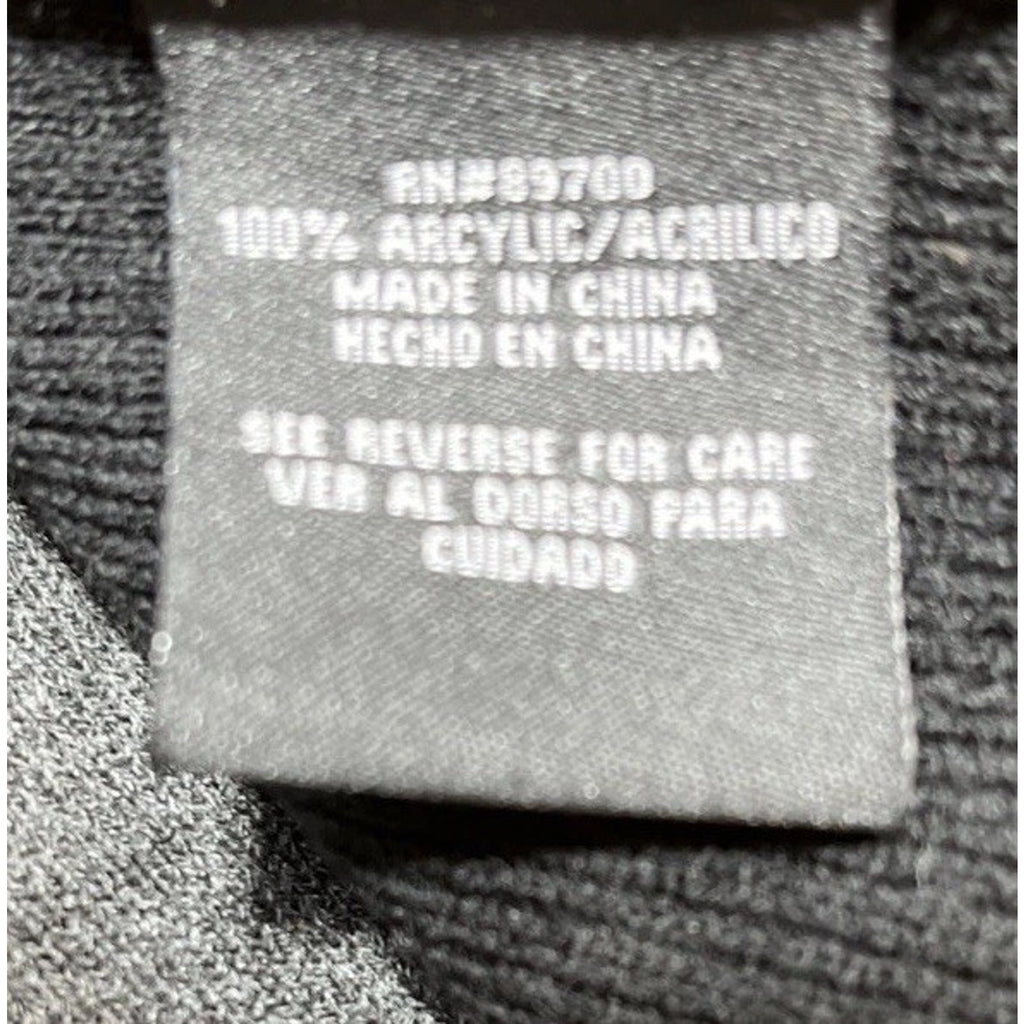 RN#89700
100% ARCYLIC/ACRILICO
MADE IN CHINA
HECHO EN CHINA
SEE REVERSE FOR CARE
VER AL DORSO PARA
CUIDADO